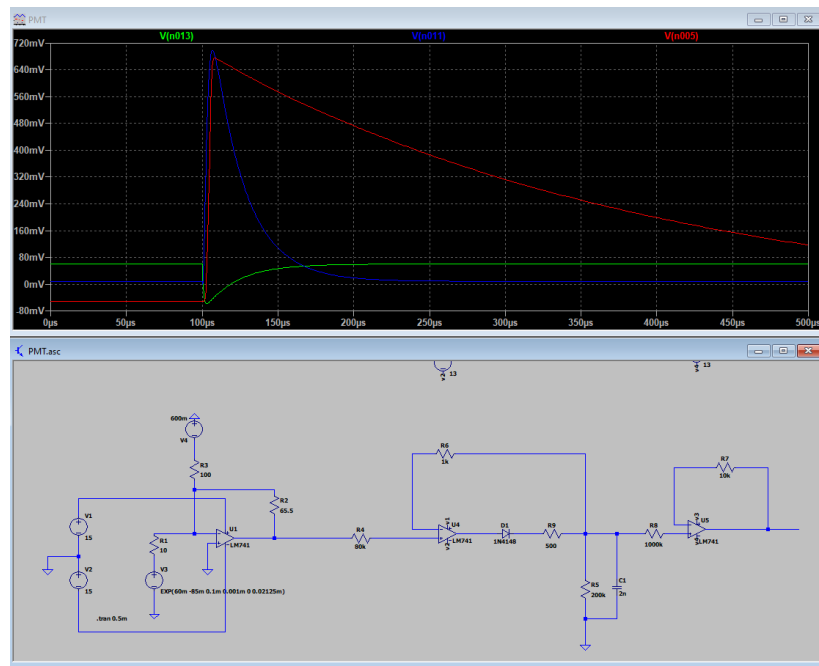 PMT
V(n013) V(n011) V(n005)
720mV
640mV
560mV
480mV
400mV
320mV
240mV
160mV
80mV
0mV
-80mV
0µs 50µs 100µs 150µs 200µs 250µs 300µs 350µs 400µs 450µs 500µs
PMT.asc
13
13
600m
V4
R3
100
R2
65.5
R6
1k
R7
10k
V1
15
R1
10
U1
LM741
R4
80k
U4
LM741
D1
1N4148
R9
500
R8
1000k
U5
LM741
V2
15
V3
EXP(60m -85m 0.1m 0.001m 0 0.02125m)
R5
200k
C1
2n
.tran 0.5m